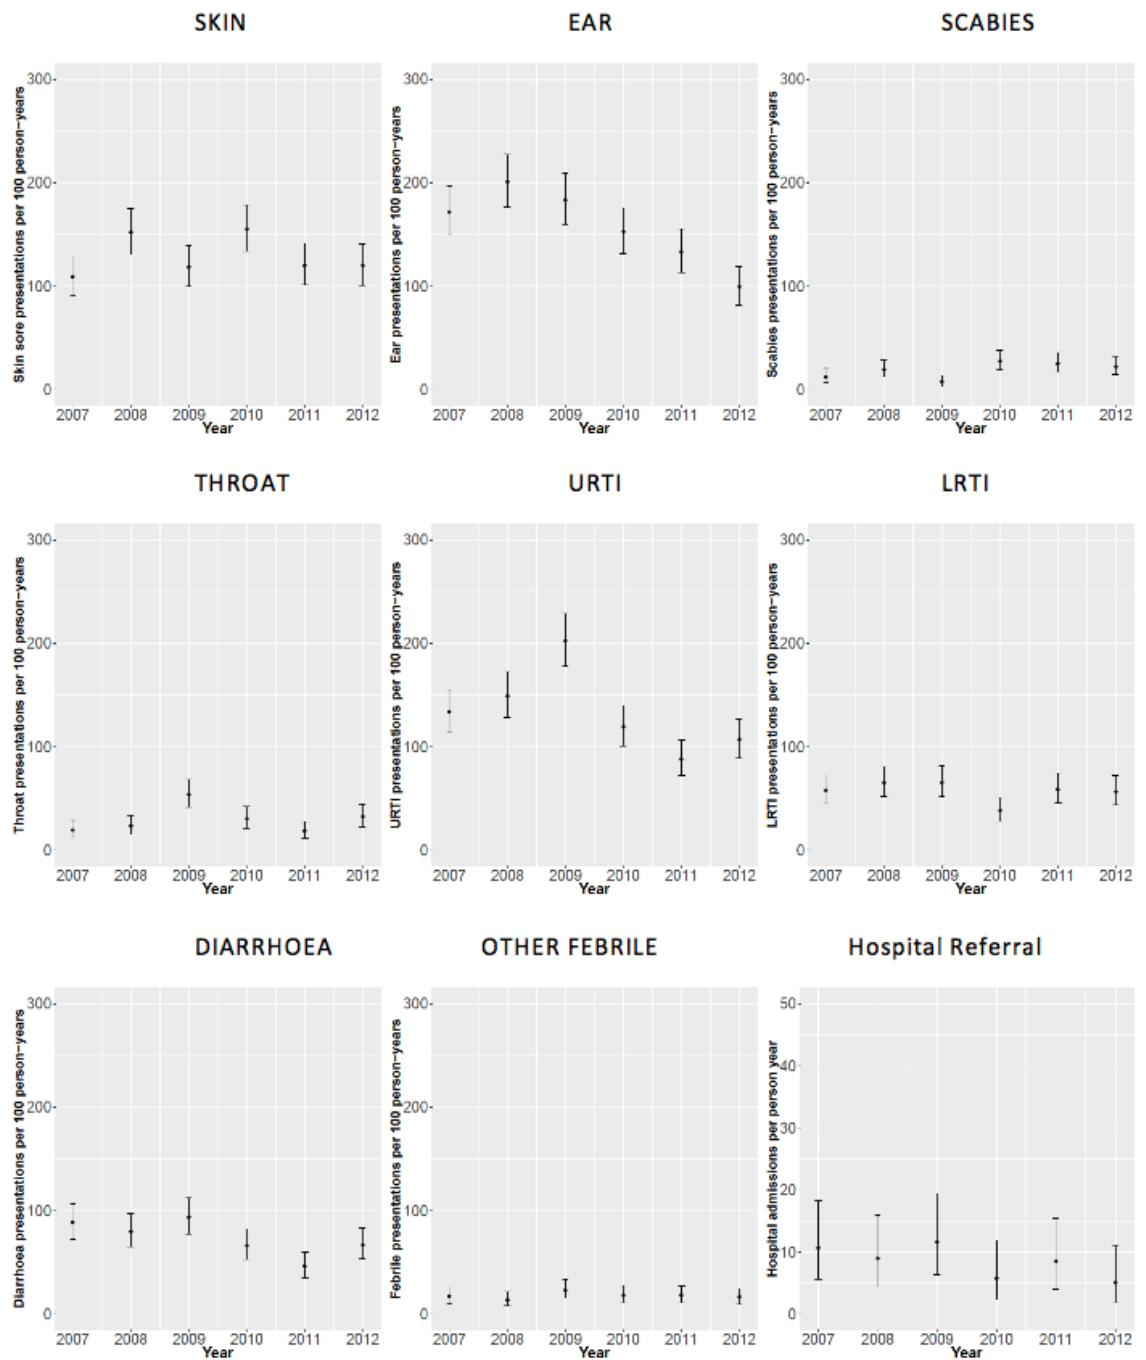 SKIN
EAR
SCABIES
Skin sore presentations per 100 person-years
300
200
100
0
2007 2008 2009 2010 2011 2012
Year
Ear presentations per 100 person-years
300
200
100
0
2007 2008 2009 2010 2011 2012
Year
Scabies presentations per 100 person-years
300
200
100
0
2007 2008 2009 2010 2011 2012
Year
THROAT
URTI
LRTI
Throat presentations per 100 person-years
300
200
100
0
2007 2008 2009 2010 2011 2012
Year
URTI presentations per 100 person-years
300
200
100
0
2007 2008 2009 2010 2011 2012
Year
LRTI presentations per 100 person-years
300
200
100
0
2007 2008 2009 2010 2011 2012
Year
DIARRHOEA
OTHER FEBRILE
Hospital Referral
Diarrhoea presentations per 100 person-years
300
200
100
0
2007 2008 2009 2010 2011 2012
Year
Febrile presentations per 100 person-years
300
200
100
0
2007 2008 2009 2010 2011 2012
Year
Hospital admissions per person year
50
40
30
20
10
0
2007 2008 2009 2010 2011 2012
Year